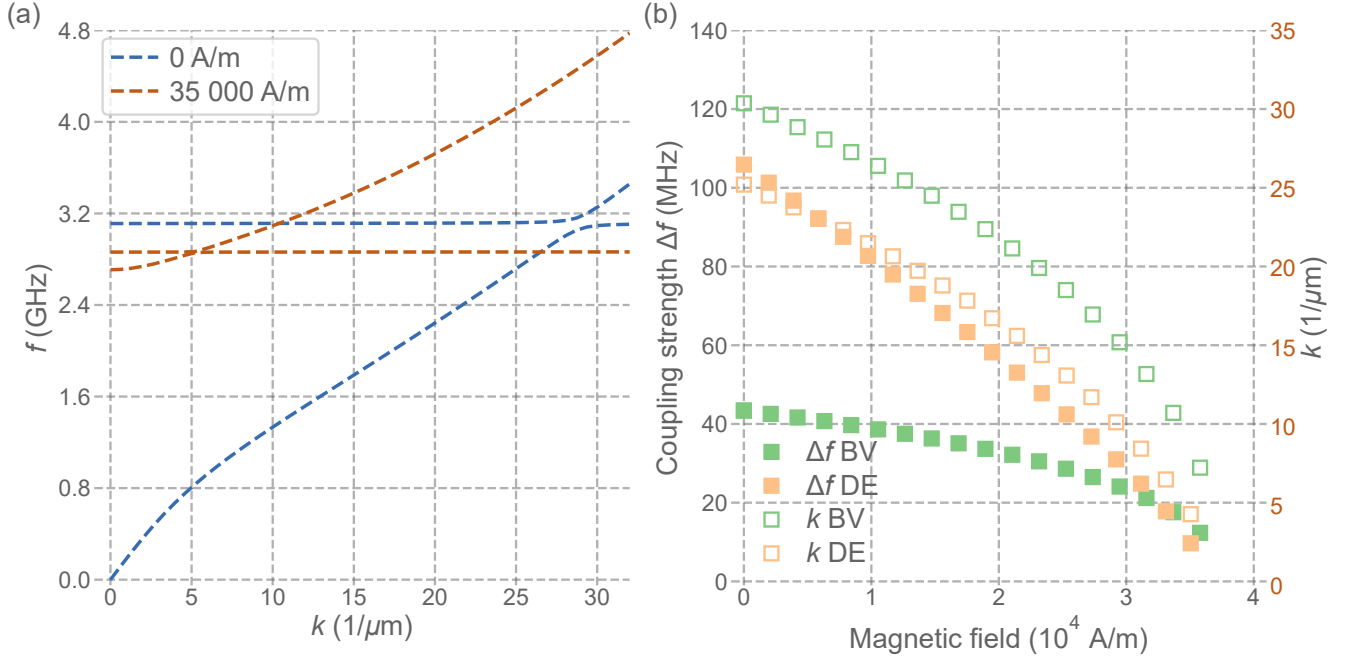 (a)
4.8
4.0
3.2
2.4
1.6
0.8
0.0
f (GHz)
0 A/m
35 000 A/m
0 5 10 15 20 25 30
k (1/μm)
(b)
140
120
100
80
60
40
20
0
Coupling strength Δf (MHz)
Δf BV
Δf DE
k BV
k DE
35
30
25
20
15
10
5
0
k (1/μm)
0 1 2 3 4
Magnetic field (10⁴ A/m)